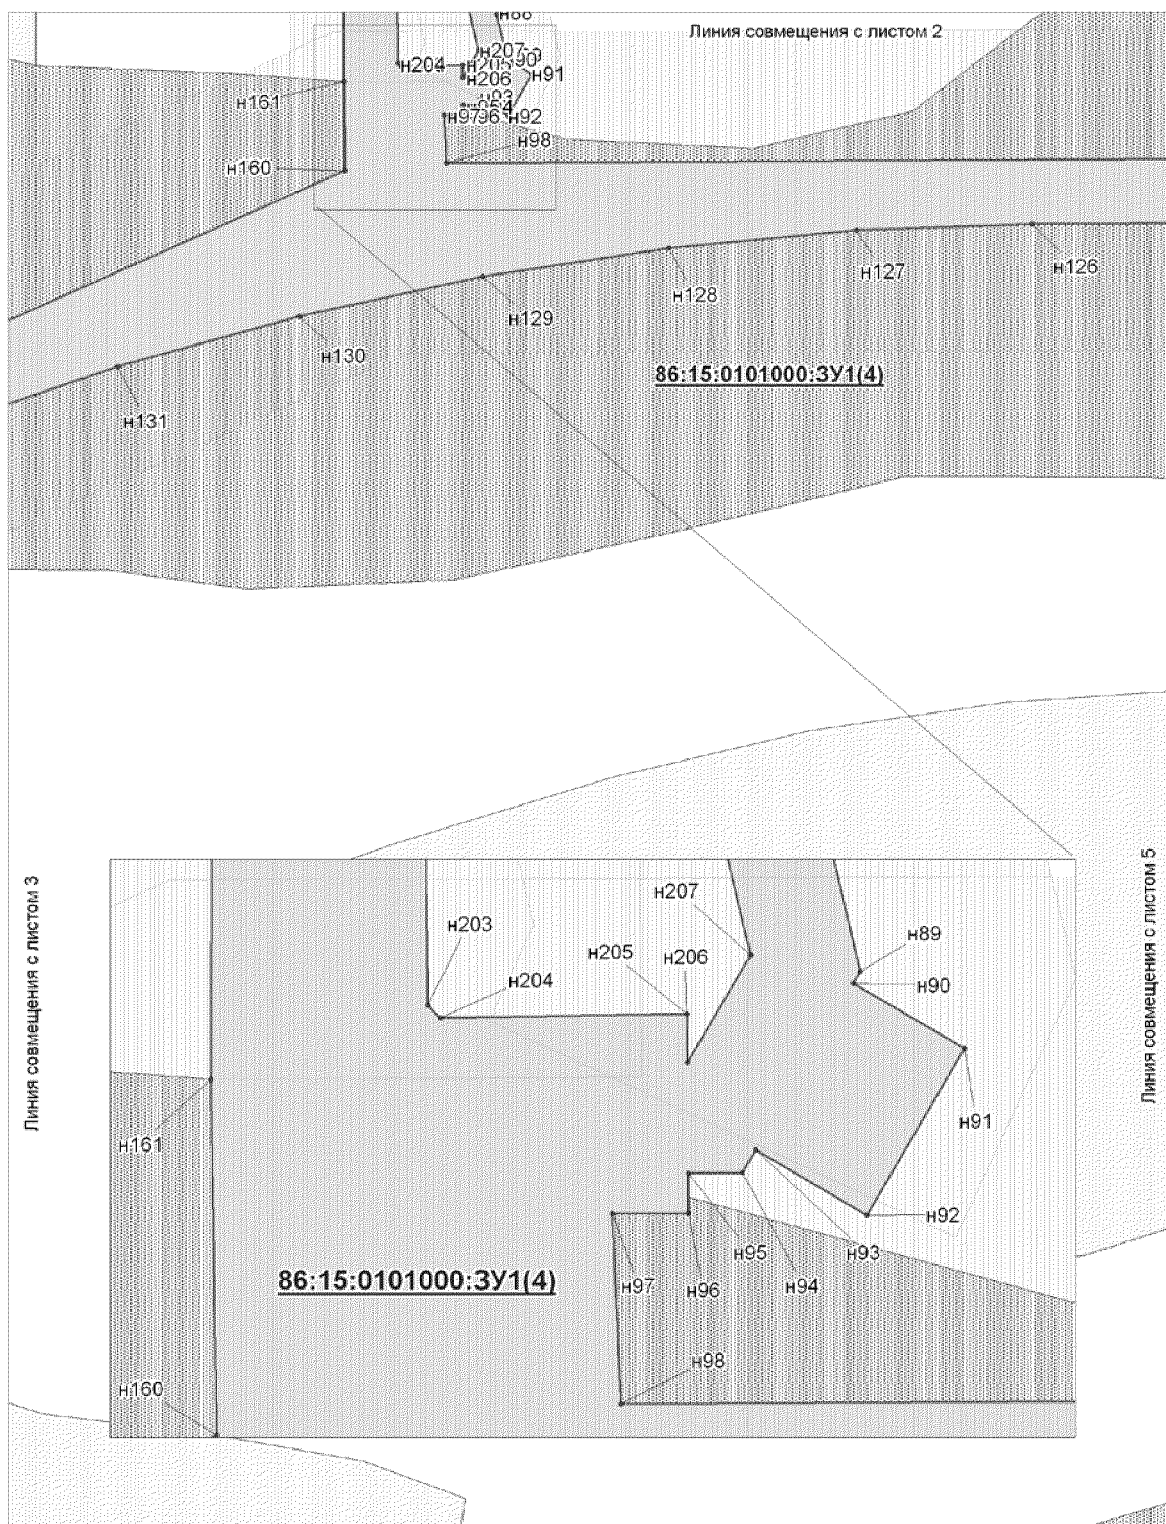 н88
Линия совмещения с листом 2
н207
н204
н206
н91
н161
н97
н92
н98
н160
н127
н126
н128
н129
н130
86:15:0101000:ЗУ1(4)
н131
Линия совмещения с листом 3
Линия совмещения с листом 5
н207
н203
н89
н205
н206
н204
н90
н91
н161
н92
н95
н93
н97
н96
н94
86:15:0101000:ЗУ1(4)
н98
н160